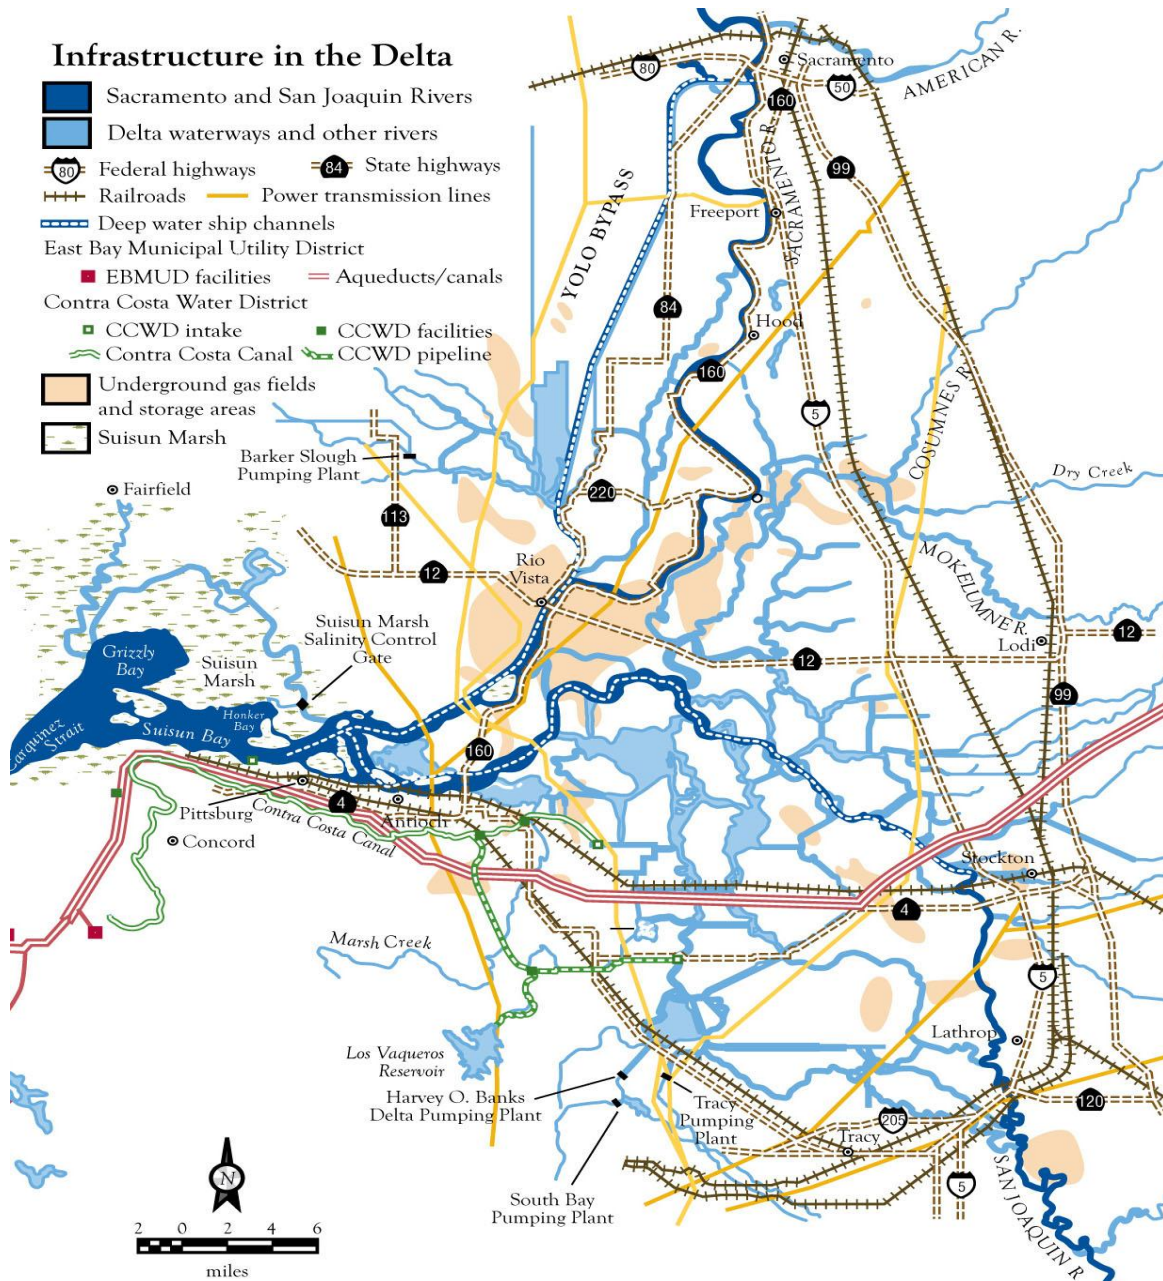 Infrastructure in the Delta
Sacramento and San Joaquin Rivers
Delta waterways and other rivers
80 Federal highways
84 State highways
Railroads
Power transmission lines
Deep water ship channels
East Bay Municipal Utility District
EBMUD facilities
Aqueducts/canals
Contra Costa Water District
CCWD intake
CCWD facilities
Contra Costa Canal
CCWD pipeline
Underground gas fields
and storage areas
Suisun Marsh
80
Sacramento
50
AMERICAN R.
160
99
SACRAMENTO R.
YOLO BYPASS
Freeport
84
Hood
160
5
COSUMNES R.
Barker Slough
Pumping Plant
Dry Creek
Fairfield
220
113
MOKELUMNE R.
Rio
Vista
12
Suisun Marsh
Salinity Control
Gate
Lodi
12
12
Grizzly
Bay
Suisun
Marsh
99
Honker
Bay
Suisun Bay
Carquinez
Strait
160
Pittsburg
4
Antioch
Contra Costa Canal
Concord
Stockton
4
Marsh Creek
5
Lathrop
Los Vaqueros
Reservoir
Harvey O. Banks
Delta Pumping Plant
Tracy
Pumping
Plant
205
120
Tracy
5
SAN JOAQUIN R.
South Bay
Pumping Plant
N
2 0 2 4 6
miles